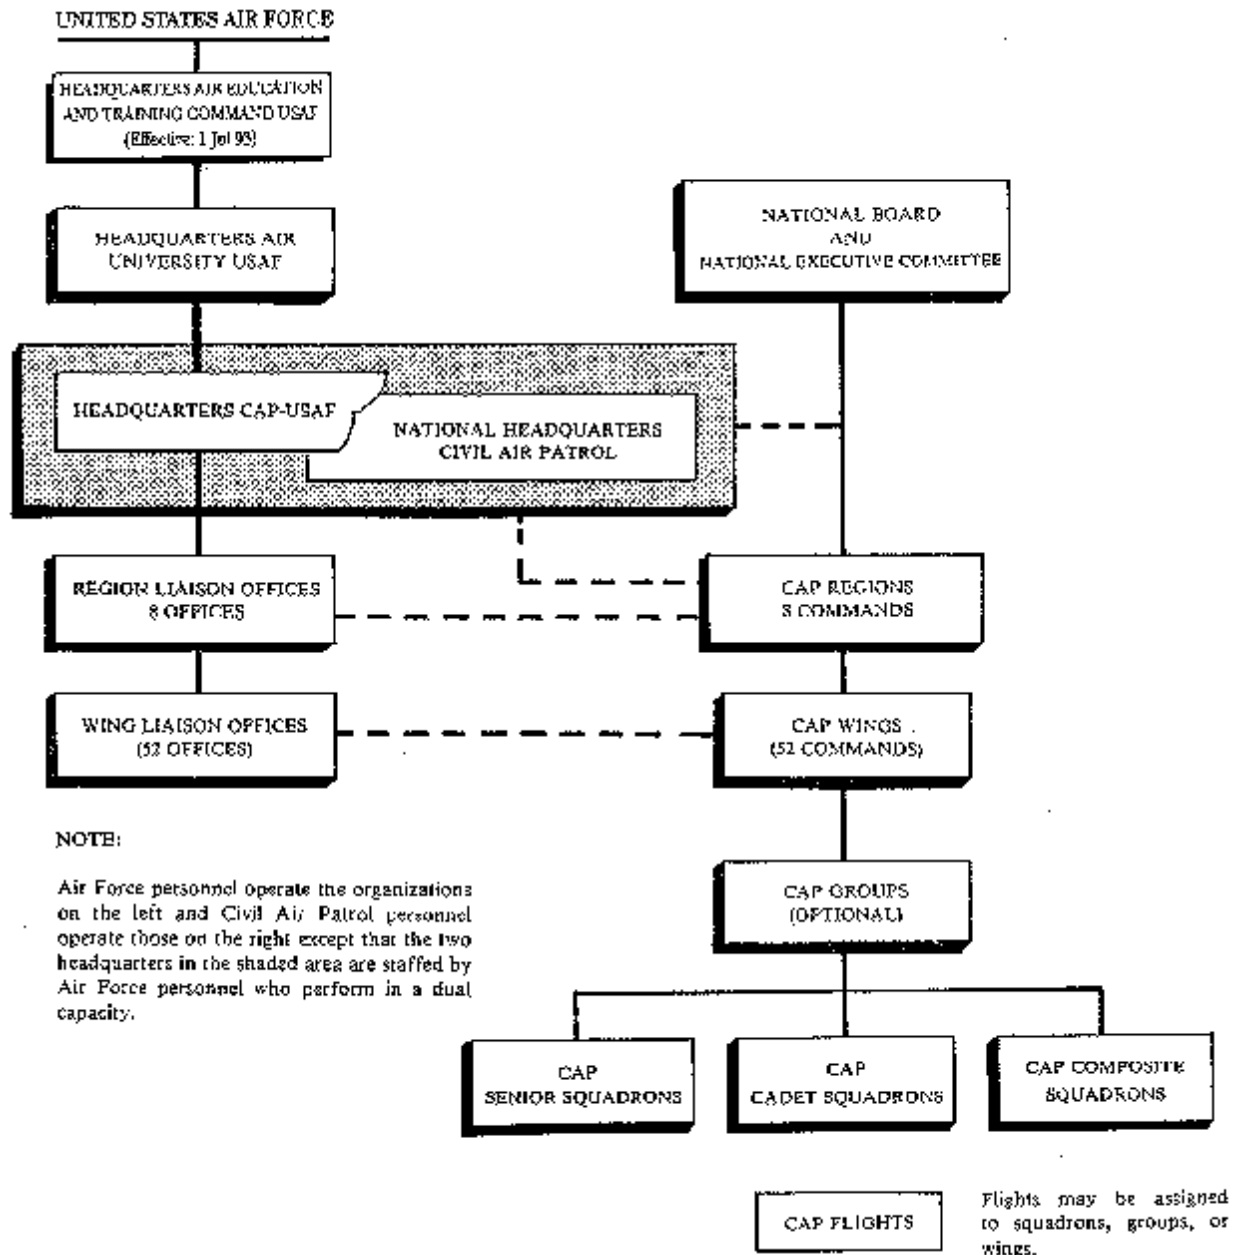 UNITED STATES AIR FORCE
HEADQUARTERS AIR EDUCATION
AND TRAINING COMMAND USAF
(Effective: 1 Jul 93)
HEADQUARTERS AIR
UNIVERSITY USAF
NATIONAL BOARD
AND
NATIONAL EXECUTIVE COMMITTEE
HEADQUARTERS CAP-USAF
NATIONAL HEADQUARTERS
CIVIL AIR PATROL
REGION LIAISON OFFICES
8 OFFICES
CAP REGIONS
8 COMMANDS
WING LIAISON OFFICES
(52 OFFICES)
CAP WINGS
(52 COMMANDS)
NOTE:
Air Force personnel operate the organizations
on the left and Civil Air Patrol personnel
operate those on the right except that the two
headquarters in the shaded area are staffed by
Air Force personnel who perform in a dual
capacity.
CAP GROUPS
(OPTIONAL)
CAP
SENIOR SQUADRONS
CAP
CADET SQUADRONS
CAP COMPOSITE
SQUADRONS
CAP FLIGHTS
Flights may be assigned
to squadrons, groups, or
wings.